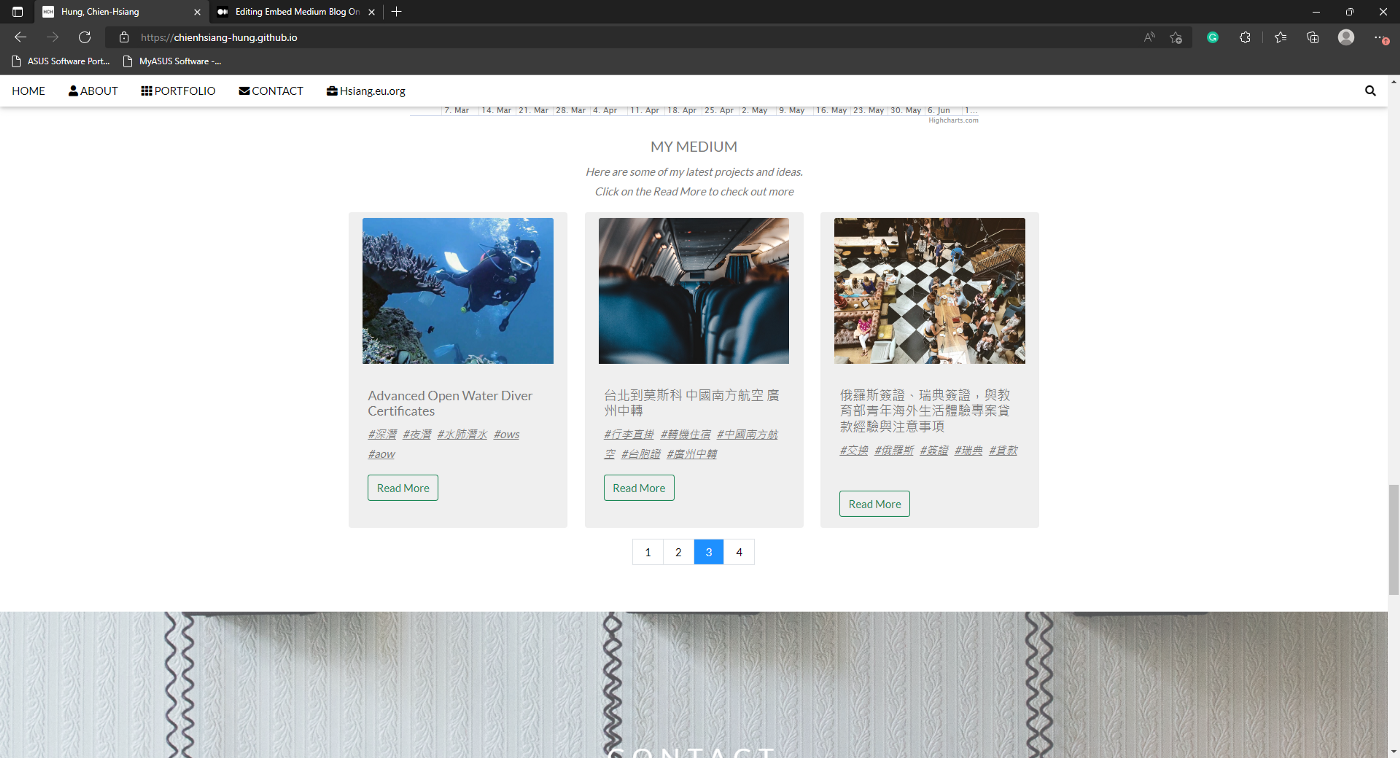 Hung, Chien-Hsiang
Editing Embed Medium Blog On
https://chienhsiang-hung.github.io
ASUS Software Port...
MyASUS Software -...
HOME
ABOUT
PORTFOLIO
CONTACT
Hsiang.eu.org
7. Mar 14. Mar 21. Mar 28. Mar 4. Apr 11. Apr 18. Apr 25. Apr 2. May 9. May 16. May 23. May 30. May 6. Jun 1...
Highcharts.com
MY MEDIUM
Here are some of my latest projects and ideas.
Click on the Read More to check out more
Advanced Open Water Diver
Certificates
#深潛 #夜潛 #水肺潛水 #ows
#aow
Read More
台北到莫斯科 中國南方航空 廣
州中轉
#行李直掛 #轉機住宿 #中國南方航
空 #台胞證 #廣州中轉
Read More
俄羅斯簽證、瑞典簽證，與教
育部青年海外生活體驗專案貸
款經驗與注意事項
#交換 #俄羅斯 #簽證 #瑞典 #貸款
Read More
1 2 3 4
CONTACT